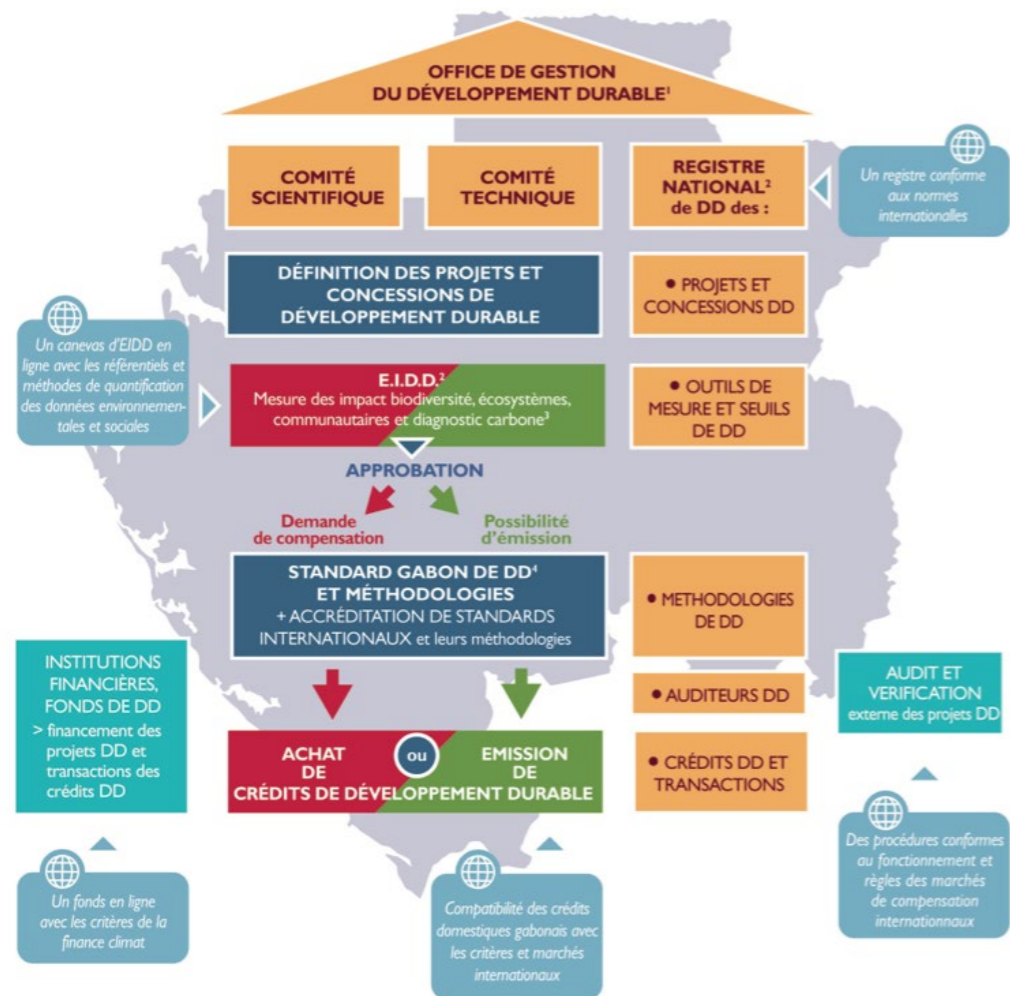 OFFICE DE GESTION
DU DÉVELOPPEMENT DURABLE¹
COMITÉ
SCIENTIFIQUE
COMITÉ
TECHNIQUE
REGISTRE
NATIONAL²
de DD des :
Un registre conforme
aux normes
internationalles
DÉFINITION DES PROJETS ET
CONCESSIONS DE
DÉVELOPPEMENT DURABLE
• PROJETS ET
CONCESSIONS DD
Un canevas d'EIDD en
ligne avec les référentiels et
méthodes de quantification
des données environnemen-
tales et sociales
E.I.D.D.²
Mesure des impact biodiversité, écosystèmes,
communautaires et diagnostic carbone³
• OUTILS DE
MESURE ET SEUILS
DE DD
APPROBATION
Demande
de compensation
Possibilité
d'émission
STANDARD GABON DE DD⁴
ET MÉTHODOLOGIES
+ ACCRÉDITATION DE STANDARDS
INTERNATIONAUX et leurs méthodologies
• METHODOLOGIES
DE DD
INSTITUTIONS
FINANCIÈRES,
FONDS DE DD
> financement des
projets DD et
transactions des
crédits DD
• AUDITEURS DD
AUDIT ET
VERIFICATION
externe des projets DD
ACHAT
DE
ou
EMISSION
DE
CRÉDITS DE DÉVELOPPEMENT DURABLE
• CRÉDITS DD ET
TRANSACTIONS
Un fonds en ligne
avec les critères de la
finance climat
Compatibilité des crédits
domestiques gabonais avec
les critères et marchés
internationaux
Des procédures conformes
au fonctionnement et
règles des marchés
de compensation
internationnaux